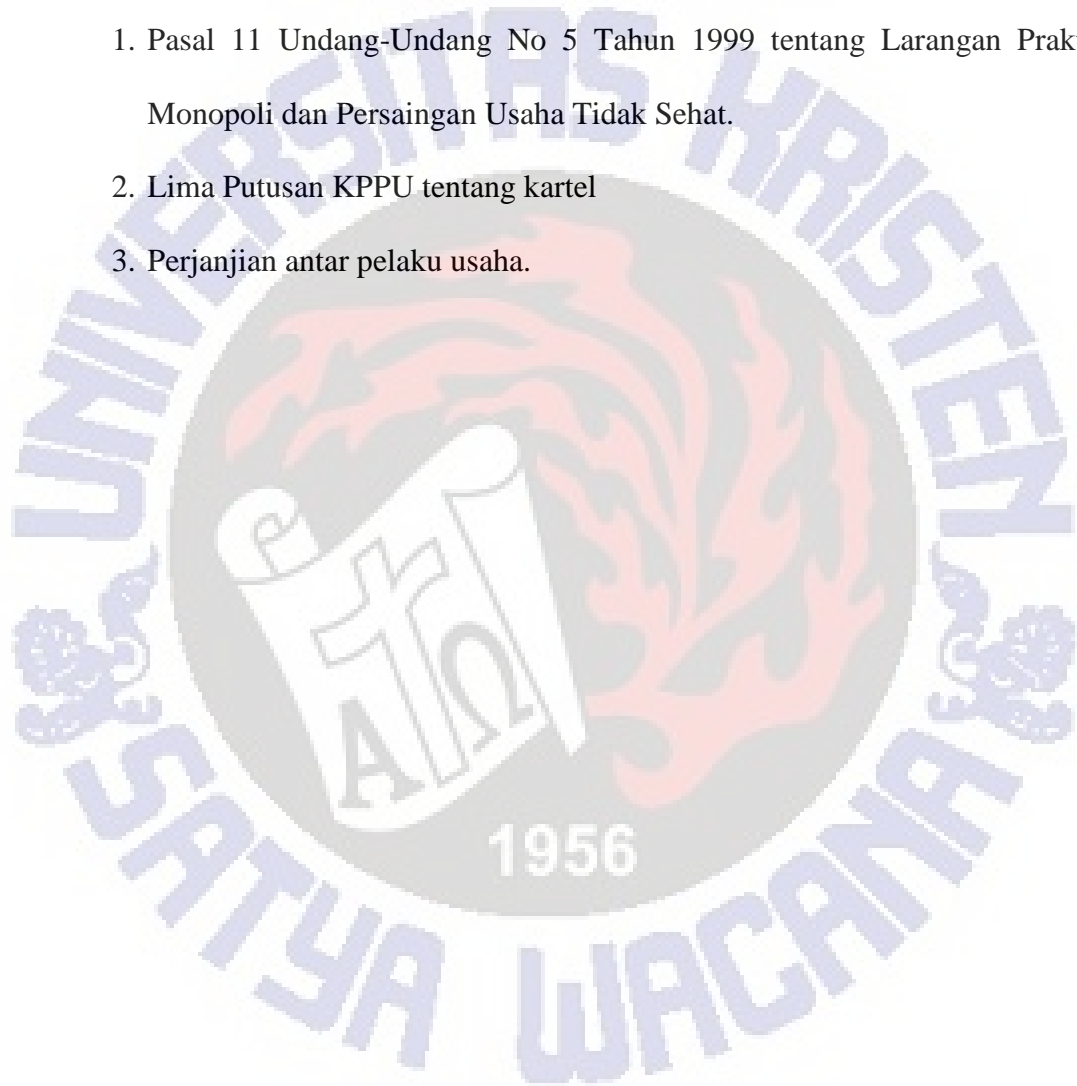 1. Pasal 11 Undang-Undang No 5 Tahun 1999 tentang Larangan Prak
Monopoli dan Persaingan Usaha Tidak Sehat.
2. Lima Putusan KPPU tentang kartel
3. Perjanjian antar pelaku usaha.
UNIVERSITAS KRISTEN
SATYA WACANA
A Ω
1956